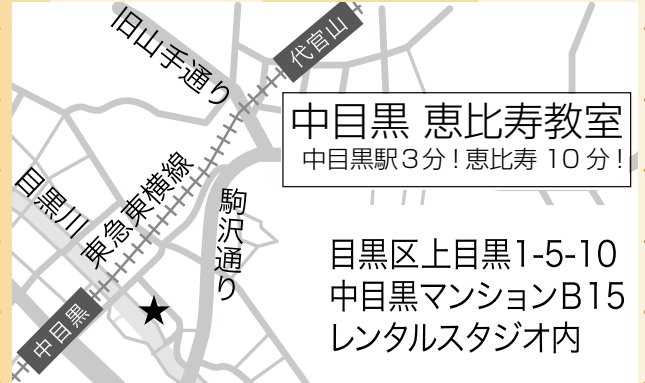 旧山手通り
代官山
中目黒 恵比寿教室
中目黒駅3分！恵比寿 10分！
目黒川
東急東横線
駒沢通り
中目黒
★
目黒区上目黒1-5-10
中目黒マンションB15
レンタルスタジオ内